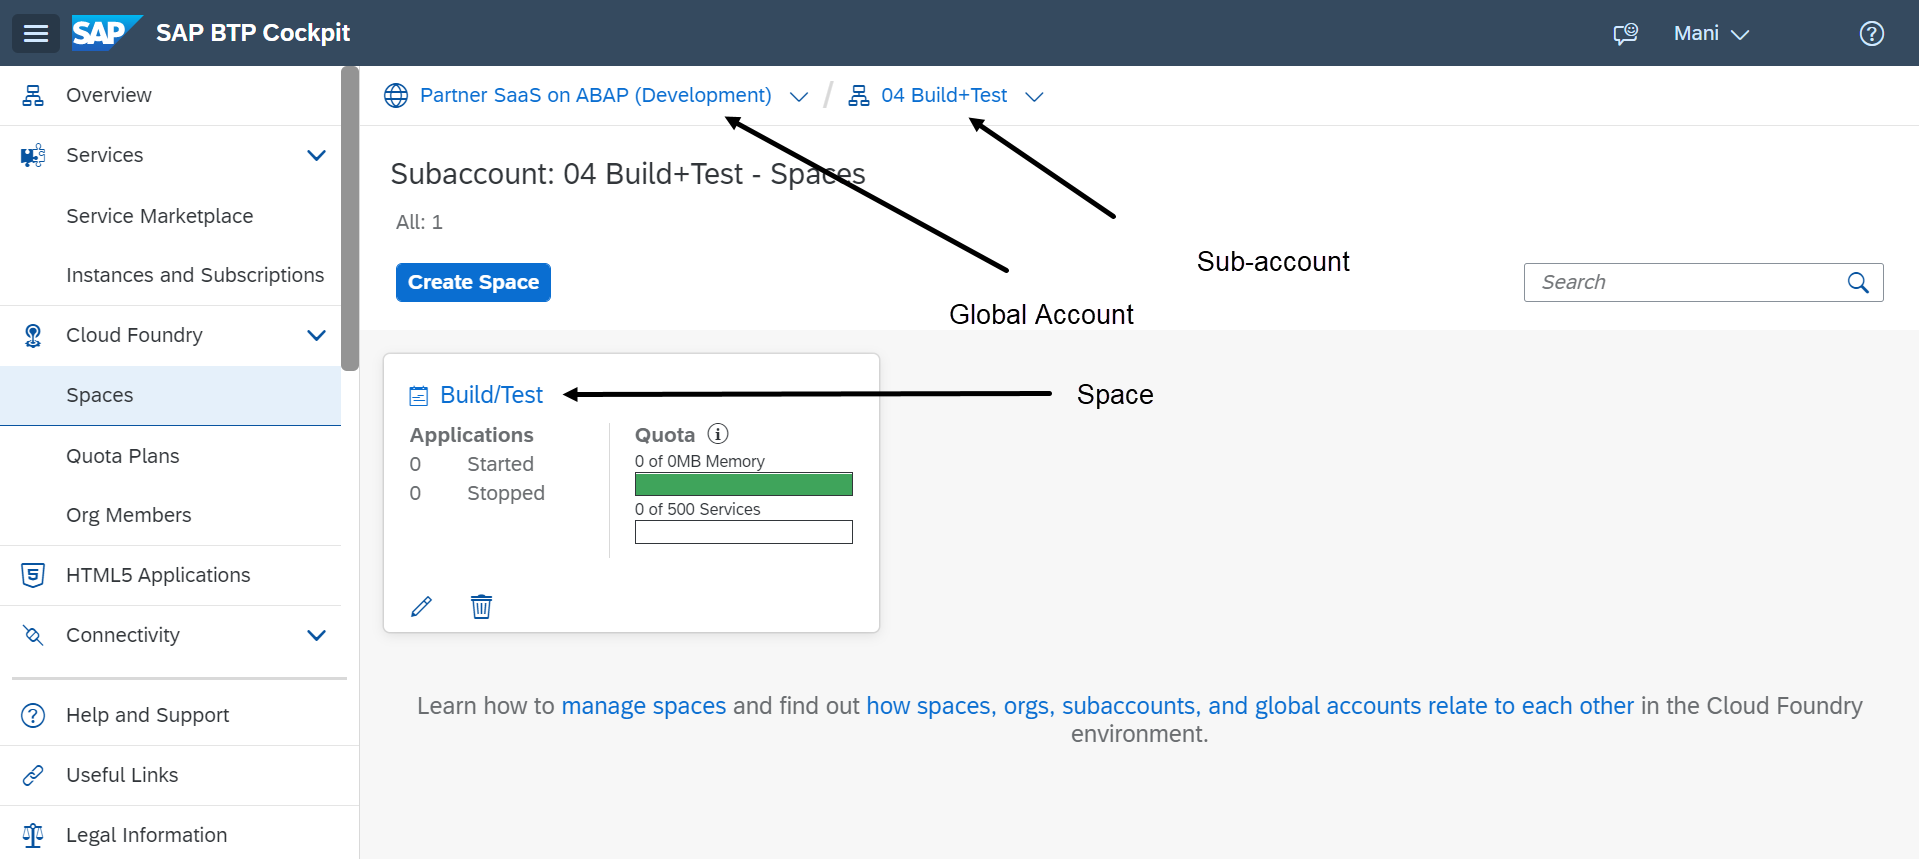 SAP SAP BTP Cockpit Mani
Overview
Services
Service Marketplace
Instances and Subscriptions
Cloud Foundry
Spaces
Quota Plans
Org Members
HTML5 Applications
Connectivity
Help and Support
Useful Links
Legal Information
Partner SaaS on ABAP (Development) / 04 Build+Test
Subaccount: 04 Build+Test - Spaces
All: 1
Sub-account
Create Space
Search
Global Account
Build/Test
Space
Applications
0 Started
0 Stopped
Quota
0 of 0MB Memory
0 of 500 Services
Learn how to manage spaces and find out how spaces, orgs, subaccounts, and global accounts relate to each other in the Cloud Foundry
environment.